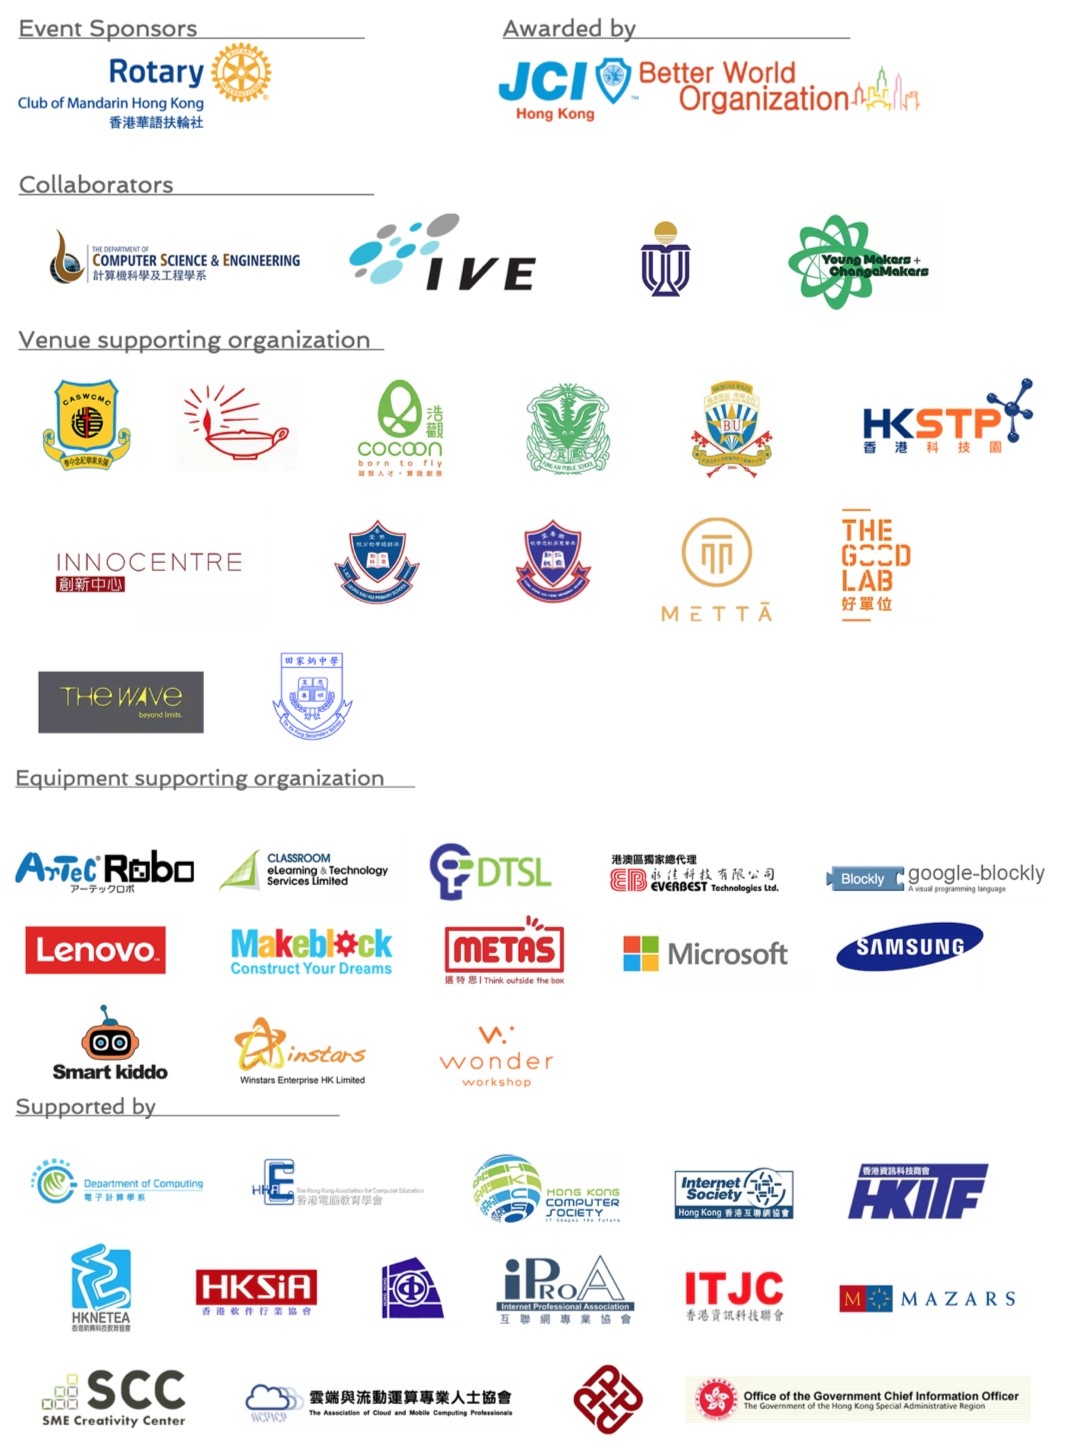 Event Sponsors
Awarded by
Rotary
Club of Mandarin Hong Kong
香港華語扶輪社
JCI
Hong Kong
Better World
Organization
Collaborators
THE DEPARTMENT OF
COMPUTER SCIENCE & ENGINEERING
計算機科學及工程學系
IVE
Young Makers +
ChangeMakers
Venue supporting organization
CASWCMC
浩觀
cocoon
born to fly
BU
HKSTP
香港科技園
INNOCENTRE
創新中心
METTĀ
THE
GOOD
LAB
好單位
THE WAVE
beyond limits.
田家炳中學
Equipment supporting organization
ArTeC Robo
アーテックロボ
CLASSROOM
eLearning & Technology
Services Limited
DTSL
港澳區獨家總代理
永佳科技有限公司
EB EVERBEST Technologies Ltd.
Blockly
google-blockly
A visual programming language
Lenovo
Makeblock
Construct Your Dreams
METAS
邁特思 | Think outside the box
Microsoft
SAMSUNG
Smart kiddo
Winstars
Winstars Enterprise HK Limited
wonder
workshop
Supported by
Department of Computing
電子計算學系
HKACE
The Hong Kong Association for Computer Education
香港電腦教育學會
HKCS
HONG KONG
COMPUTER
SOCIETY
IT Shapes the Future
Internet
Society
Hong Kong 香港互聯網協會
香港資訊科技商會
HKITF
HKNETEA
香港新興科技教育協會
HKSIA
香港軟件行業協會
iProA
Internet Professional Association
互聯網專業協會
ITJC
香港資訊科技聯會
M
MAZARS
SCC
SME Creativity Center
ACMCP
雲端與流動運算專業人士協會
The Association of Cloud and Mobile Computing Professionals
Office of the Government Chief Information Officer
The Government of the Hong Kong Special Administrative Region